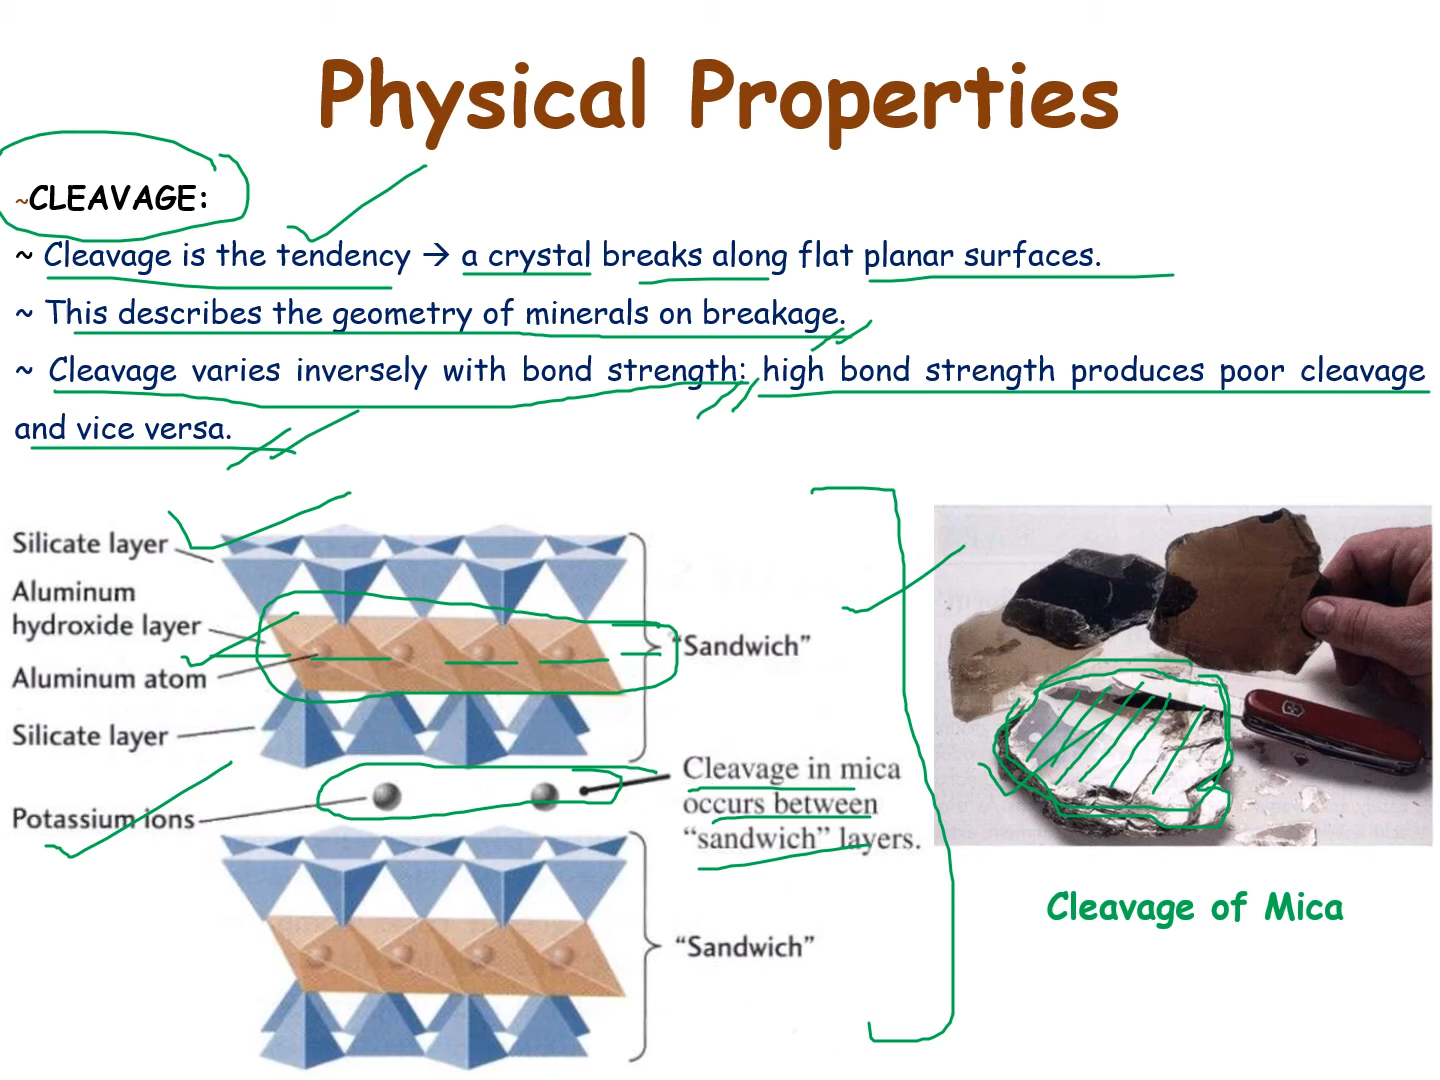 Physical Properties
~CLEAVAGE:
~ Cleavage is the tendency → a crystal breaks along flat planar surfaces.
~ This describes the geometry of minerals on breakage.
~ Cleavage varies inversely with bond strength: high bond strength produces poor cleavage
and vice versa.
Silicate layer
Aluminum
hydroxide layer
Aluminum atom
Silicate layer
Potassium ions
"Sandwich"
Cleavage in mica
occurs between
"sandwich" layers.
"Sandwich"
Cleavage of Mica